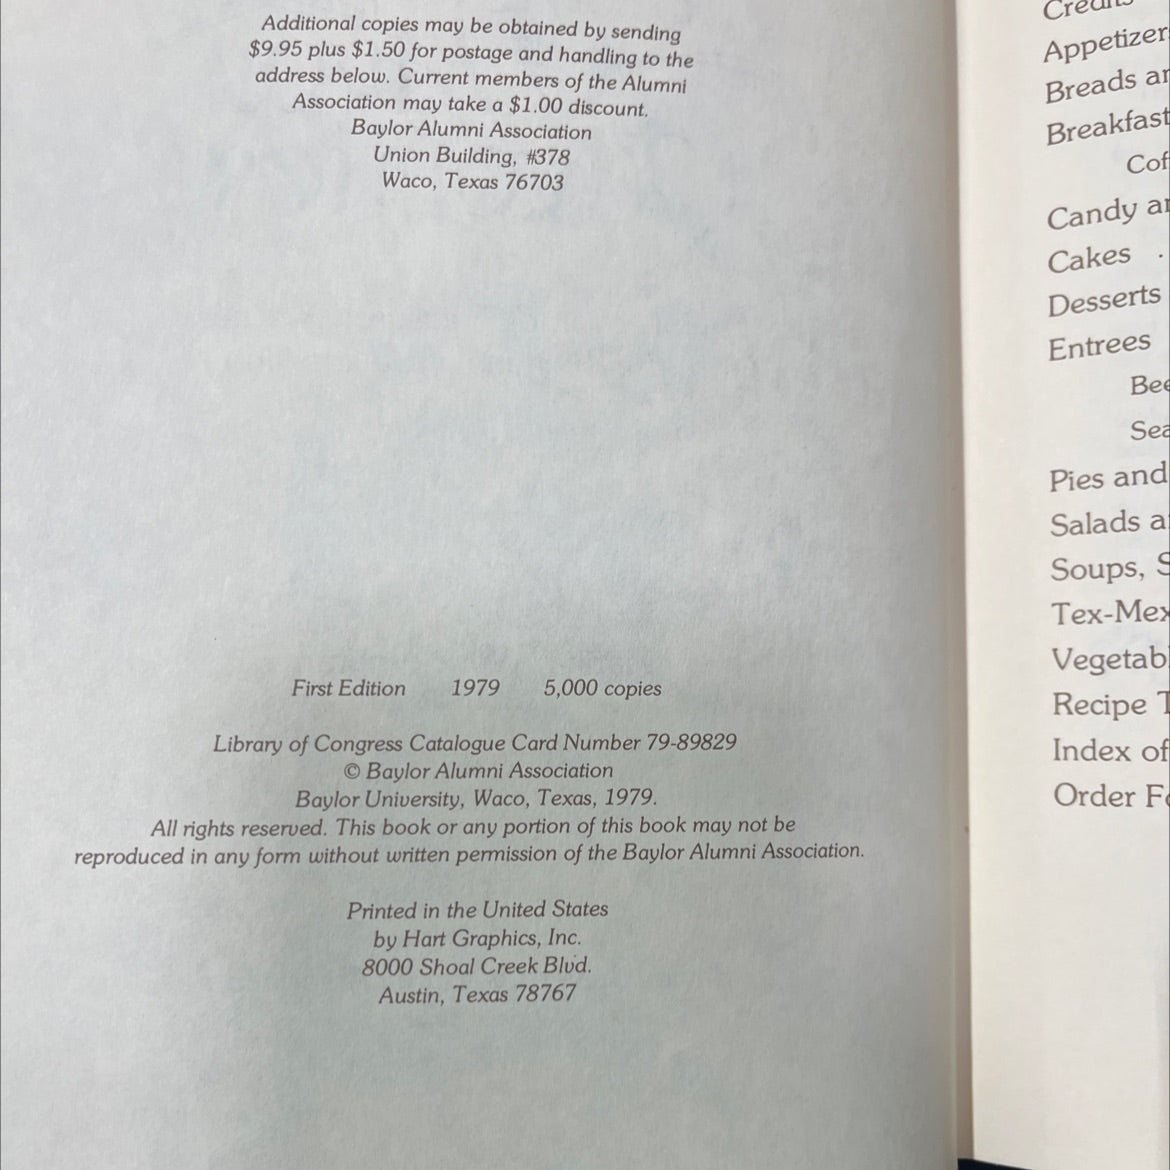 Additional copies may be obtained by sending
$9.95 plus $1.50 for postage and handling to the
address below. Current members of the Alumni
Association may take a $1.00 discount.
Baylor Alumni Association
Union Building, #378
Waco, Texas 76703
First Edition 1979 5,000 copies
Library of Congress Catalogue Card Number 79-89829
© Baylor Alumni Association
Baylor University, Waco, Texas, 1979.
All rights reserved. This book or any portion of this book may not be
reproduced in any form without written permission of the Baylor Alumni Association.
Printed in the United States
by Hart Graphics, Inc.
8000 Shoal Creek Blvd.
Austin, Texas 78767
Credits
Appetizer
Breads
Breakfast
Candy
Cakes
Desserts
Entrees
Pies and
Salads
Soups,
Tex-Mex
Recipe
Index of
Order